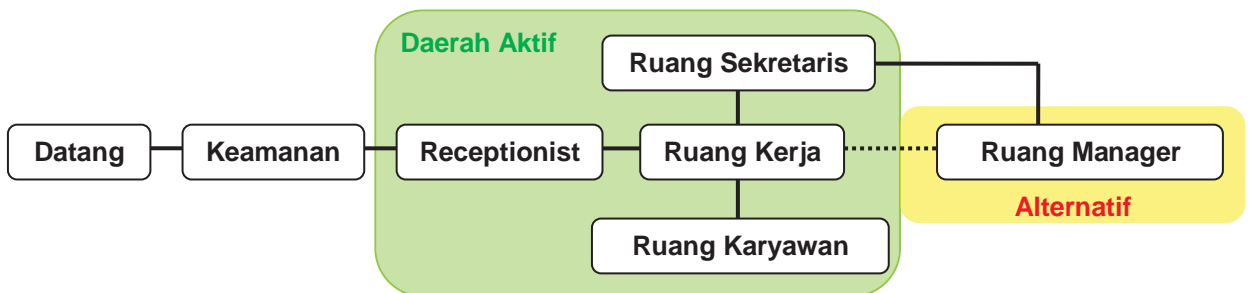 Daerah Aktif
Ruang Sekretaris
Datang
Keamanan
Receptionist
Ruang Kerja
Ruang Manager
Alternatif
Ruang Karyawan